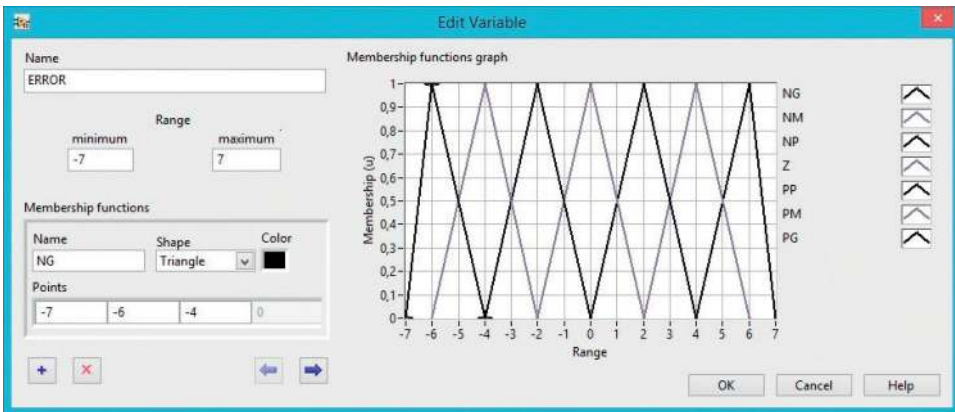 Edit Variable
Name
ERROR
Range
minimum
maximum
-7
7
Membership functions
Name
Shape
Color
NG
Triangle
Points
-7
-6
-4
0
Membership functions graph
Membership (u)
1
0,9
0,8
0,7
0,6
0,5
0,4
0,3
0,2
0,1
0
-7 -6 -5 -4 -3 -2 -1 0 1 2 3 4 5 6 7
Range
NG
NM
NP
Z
PP
PM
PG
OK
Cancel
Help